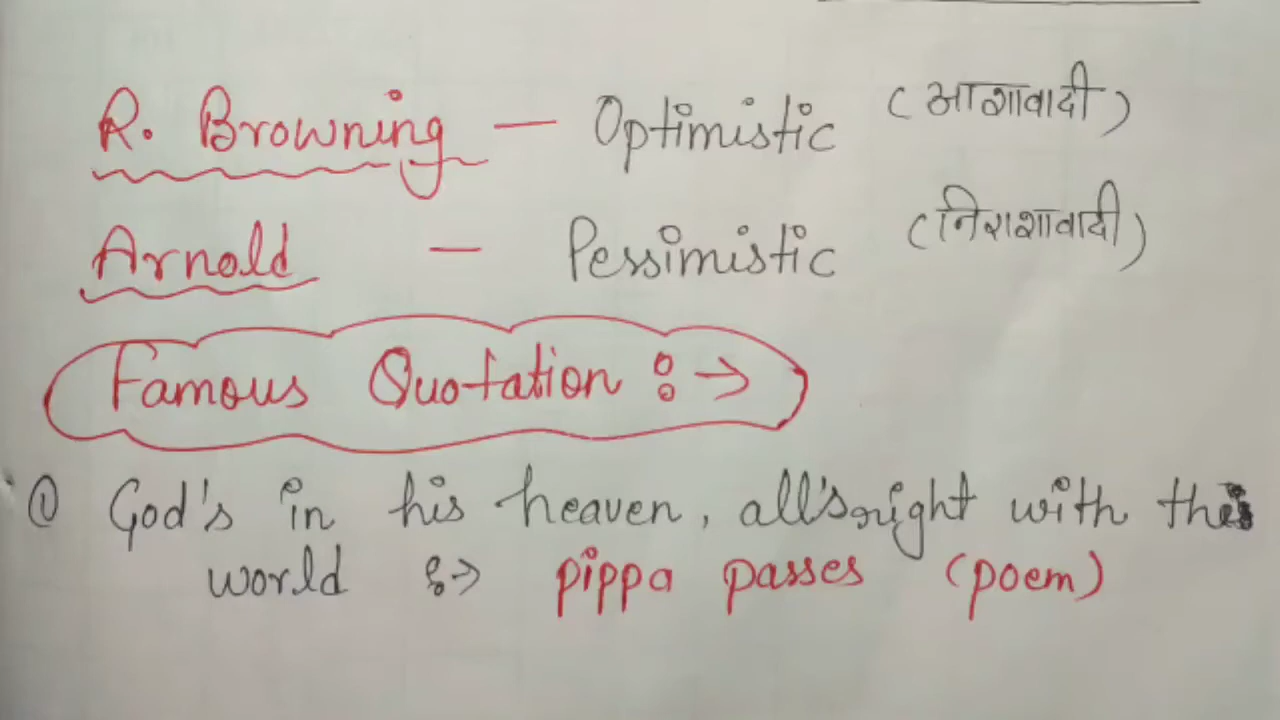 R. Browning — Optimistic (आशावादी)
Arnold — Pessimistic (निराशावादी)
Famous Quotation :→
① God's in his heaven, all's right with this
world :→ pippa passes (poem)